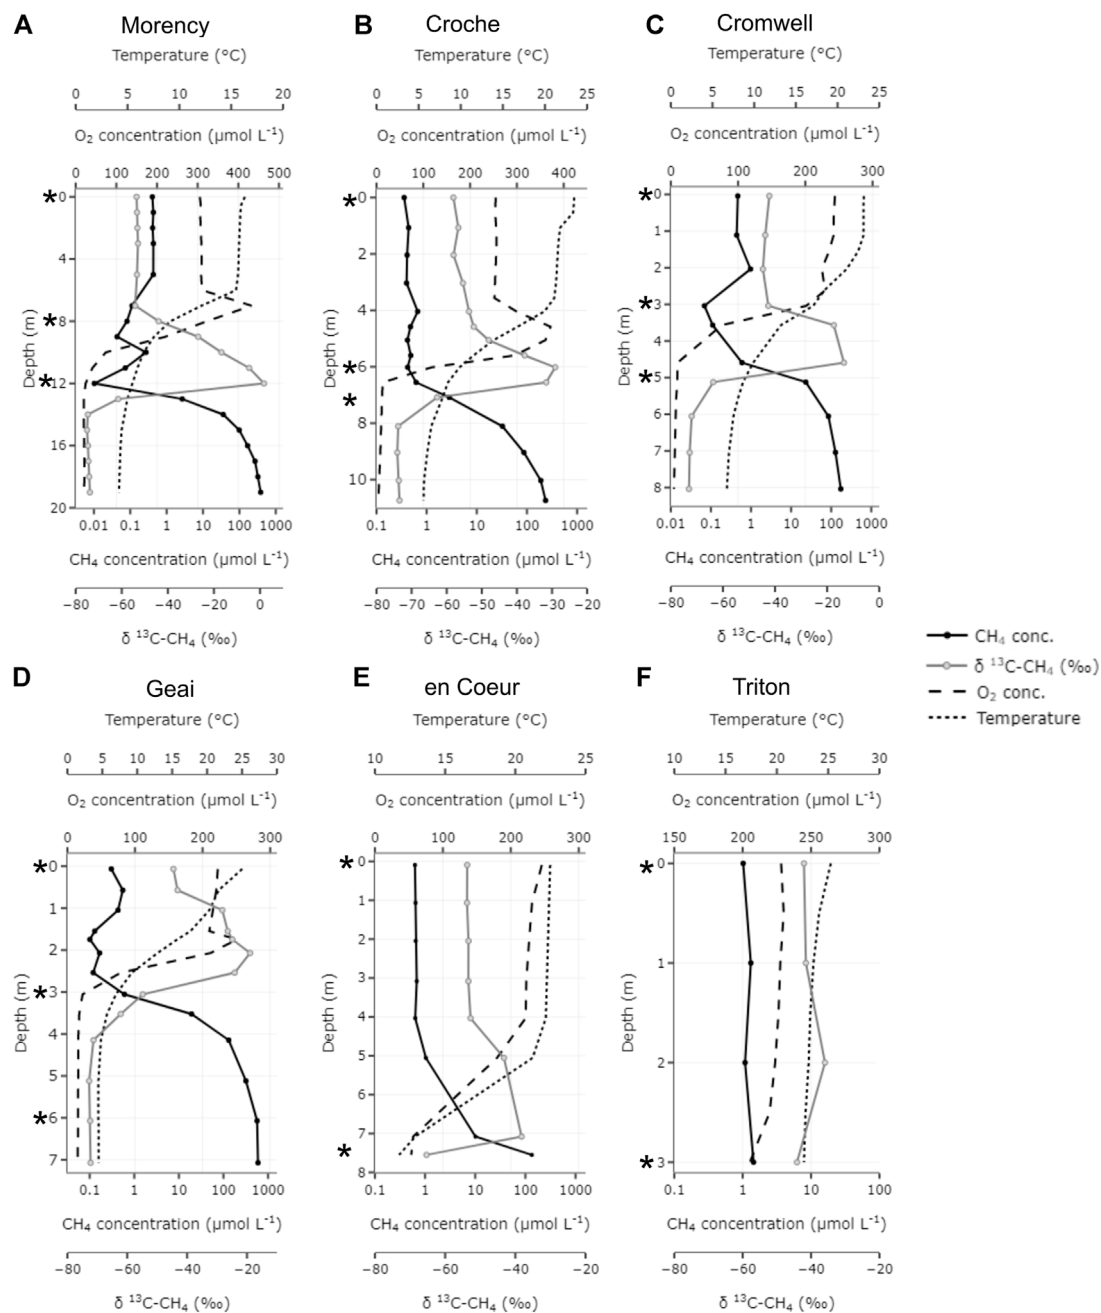 A Morency
Temperature (°C)
0 5 10 15 20
O₂ concentration (µmol L⁻¹)
0 100 200 300 400 500
*0
4
*8
*12
16
20
Depth (m)
0.01 0.1 1 10 100 1000
CH₄ concentration (µmol L⁻¹)
−80 −60 −40 −20 0
δ ¹³C-CH₄ (‰)
B Croche
Temperature (°C)
0 5 10 15 20 25
O₂ concentration (µmol L⁻¹)
0 100 200 300 400
*0
2
4
*6
*
8
10
Depth (m)
0.1 1 10 100 1000
CH₄ concentration (µmol L⁻¹)
−80 −70 −60 −50 −40 −30 −20
δ ¹³C-CH₄ (‰)
C Cromwell
Temperature (°C)
0 5 10 15 20 25
O₂ concentration (µmol L⁻¹)
0 100 200 300
*0
1
2
*3
4
*5
6
7
8
Depth (m)
0.01 0.1 1 10 100 1000
CH₄ concentration (µmol L⁻¹)
−80 −60 −40 −20 0
δ ¹³C-CH₄ (‰)
CH₄ conc.
δ ¹³C-CH₄ (‰)
O₂ conc.
Temperature
D Geai
Temperature (°C)
0 5 10 15 20 25 30
O₂ concentration (µmol L⁻¹)
0 100 200 300
*0
1
2
*3
4
5
*6
7
Depth (m)
0.1 1 10 100 1000
CH₄ concentration (µmol L⁻¹)
−80 −60 −40 −20
δ ¹³C-CH₄ (‰)
E en Coeur
Temperature (°C)
10 15 20 25
O₂ concentration (µmol L⁻¹)
0 100 200 300
*0
1
2
3
4
5
6
7
*
8
Depth (m)
0.1 1 10 100 1000
CH₄ concentration (µmol L⁻¹)
−80 −60 −40 −20
δ ¹³C-CH₄ (‰)
F Triton
Temperature (°C)
10 15 20 25 30
O₂ concentration (µmol L⁻¹)
150 200 250 300
*0
1
2
*3
Depth (m)
0.1 1 10 100
CH₄ concentration (µmol L⁻¹)
−80 −60 −40 −20
δ ¹³C-CH₄ (‰)